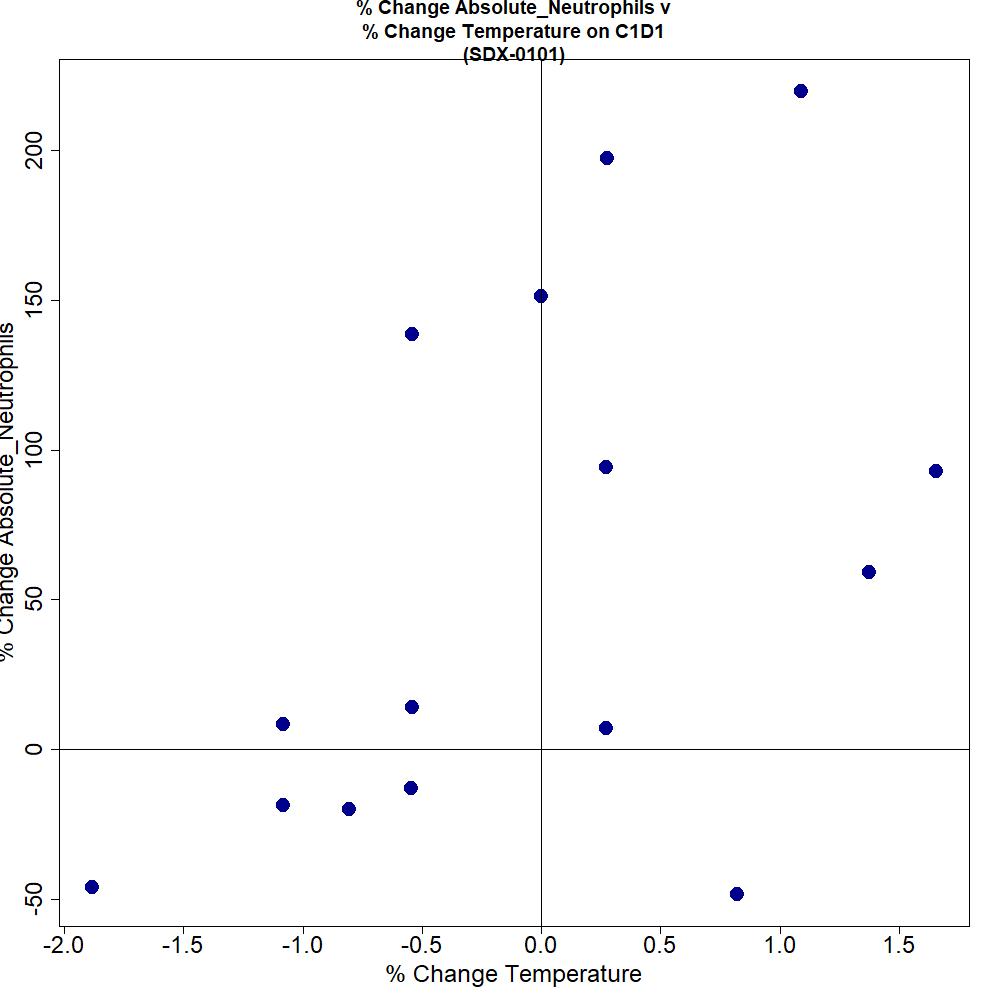 % Change Absolute_Neutrophils v
% Change Temperature on C1D1
(SDX-0101)
% Change Absolute_Neutrophils
200
150
100
50
0
-50
-2.0
-1.5
-1.0
-0.5
0.0
0.5
1.0
1.5
% Change Temperature